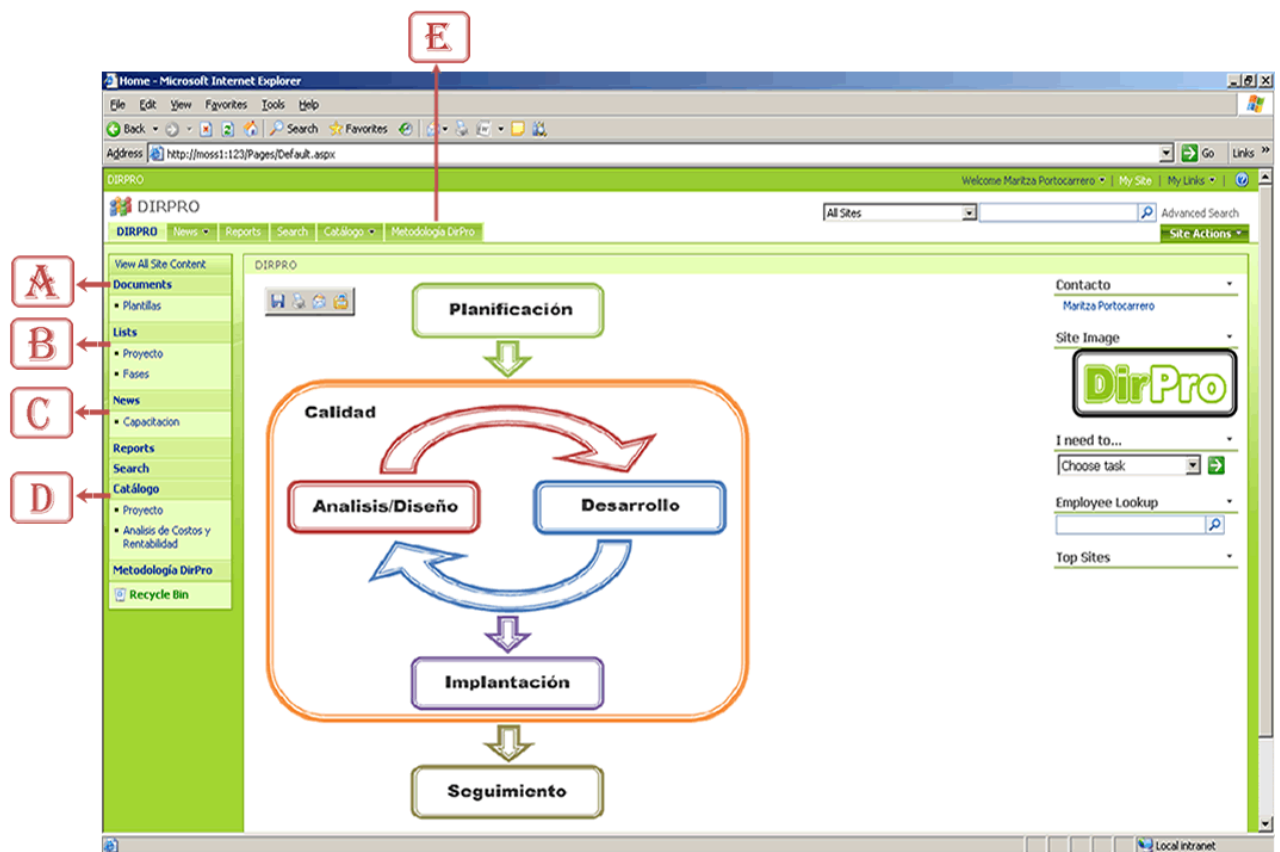 E
Home - Microsoft Internet Explorer
File Edit View Favorites Tools Help
Back Search Favorites
Address http://moss1:123/Pages/Default.aspx Go Links »
DIRPRO Welcome Maritza Portocarrero | My Site | My Links |
DIRPRO All Sites Advanced Search
DIRPRO News Reports Search Catálogo Metodología DirPro Site Actions
View All Site Content
A Documents
Plantillas
B Lists
Proyecto
Fases
C News
Capacitacion
Reports
Search
D Catálogo
Proyecto
Analisis de Costos y
Rentabilidad
Metodología DirPro
Recycle Bin
DIRPRO
Planificación
Calidad
Analisis/Diseño Desarrollo
Implantación
Seguimiento
Contacto
Maritza Portocarrero
Site Image
DirPro
I need to...
Choose task
Employee Lookup
Top Sites
Local intranet